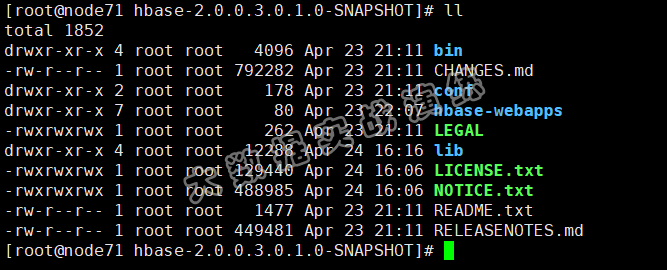 [root@node71 hbase-2.0.0.3.0.1.0-SNAPSHOT]# ll
total 1852
drwxr-xr-x 4 root root   4096 Apr 23 21:11 bin
-rw-r--r-- 1 root root 792282 Apr 23 21:11 CHANGES.md
drwxr-xr-x 2 root root    178 Apr 23 21:11 conf
drwxr-xr-x 7 root root     80 Apr 23 22:07 hbase-webapps
-rwxrwxrwx 1 root root    262 Apr 23 21:11 LEGAL
drwxr-xr-x 4 root root  12288 Apr 24 16:16 lib
-rwxrwxrwx 1 root root 129440 Apr 24 16:06 LICENSE.txt
-rwxrwxrwx 1 root root 488985 Apr 24 16:06 NOTICE.txt
-rw-r--r-- 1 root root   1477 Apr 23 21:11 README.txt
-rw-r--r-- 1 root root 449481 Apr 23 21:11 RELEASENOTES.md
[root@node71 hbase-2.0.0.3.0.1.0-SNAPSHOT]#
大数据实战演练